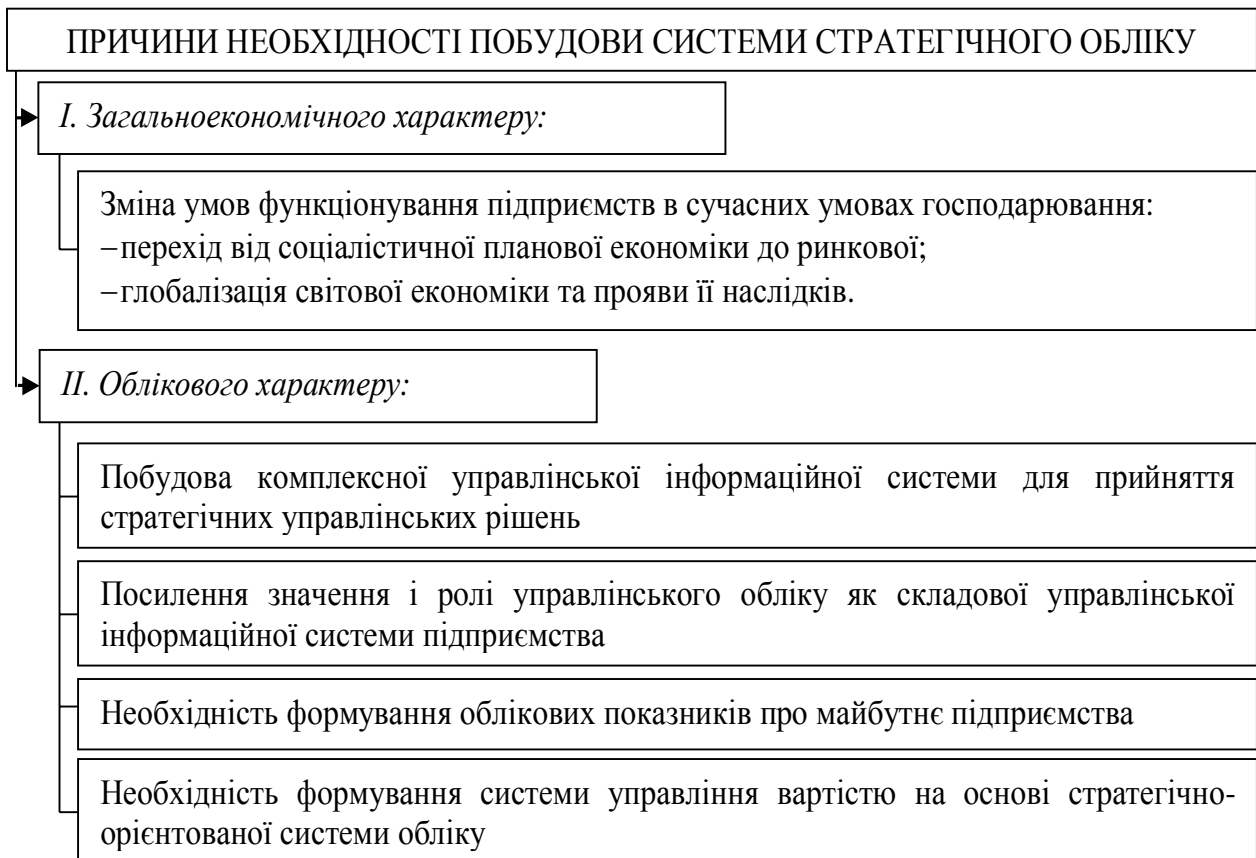 ПРИЧИНИ НЕОБХІДНОСТІ ПОБУДОВИ СИСТЕМИ СТРАТЕГІЧНОГО ОБЛІКУ
І. Загальноекономічного характеру:
Зміна умов функціонування підприємств в сучасних умовах господарювання:
–перехід від соціалістичної планової економіки до ринкової;
–глобалізація світової економіки та прояви її наслідків.
ІІ. Облікового характеру:
Побудова комплексної управлінської інформаційної системи для прийняття
стратегічних управлінських рішень
Посилення значення і ролі управлінського обліку як складової управлінської
інформаційної системи підприємства
Необхідність формування облікових показників про майбутнє підприємства
Необхідність формування системи управління вартістю на основі стратегічно-
орієнтованої системи обліку